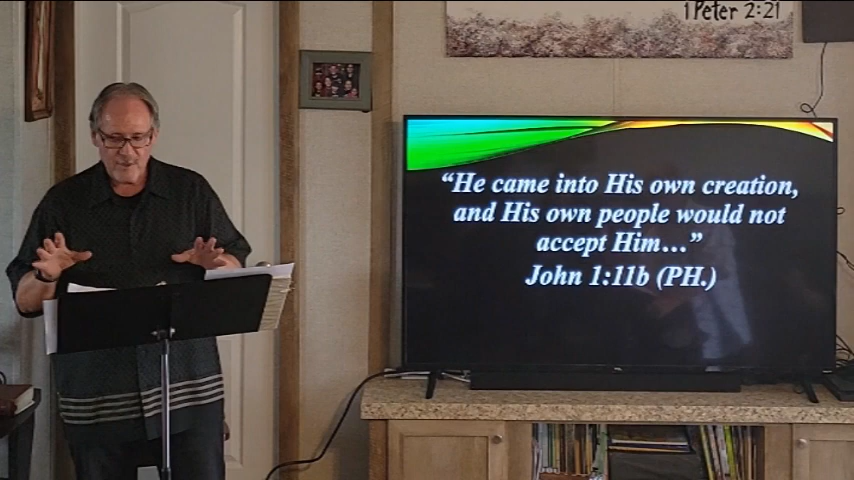 1 Peter 2:21
“He came into His own creation,
and His own people would not
accept Him…”
John 1:11b (PH.)